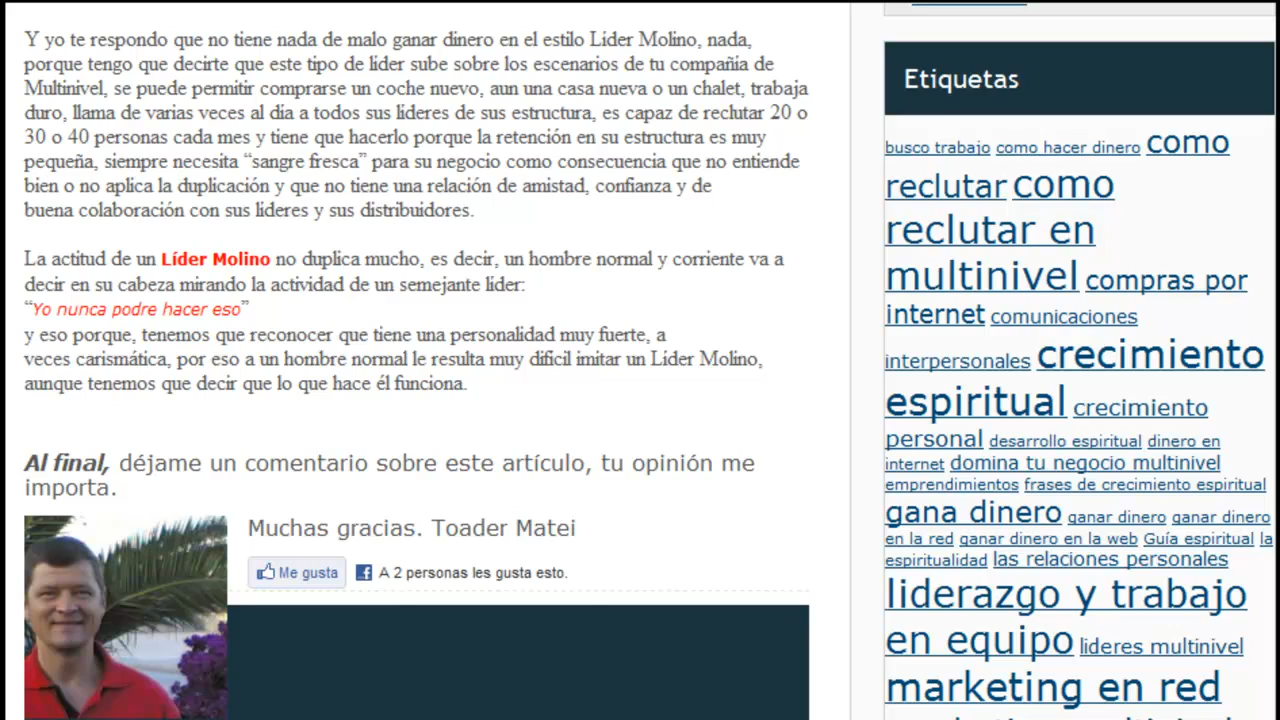 Y yo te respondo que no tiene nada de malo ganar dinero en el estilo Líder Molino, nada,
porque tengo que decirte que este tipo de líder sube sobre los escenarios de tu compañía de
Multinivel, se puede permitir comprarse un coche nuevo, aun una casa nueva o un chalet, trabaja
duro, llama de varias veces al día a todos sus líderes de sus estructura, es capaz de reclutar 20 o
30 o 40 personas cada mes y tiene que hacerlo porque la retención en su estructura es muy
pequeña, siempre necesita “sangre fresca” para su negocio como consecuencia que no entiende
bien o no aplica la duplicación y que no tiene una relación de amistad, confianza y de
buena colaboración con sus líderes y sus distribuidores.
La actitud de un Líder Molino no duplica mucho, es decir, un hombre normal y corriente va a
decir en su cabeza mirando la actividad de un semejante líder:
“Yo nunca podre hacer eso”
y eso porque, tenemos que reconocer que tiene una personalidad muy fuerte, a
veces carismática, por eso a un hombre normal le resulta muy difícil imitar un Líder Molino,
aunque tenemos que decir que lo que hace él funciona.
Al final, déjame un comentario sobre este artículo, tu opinión me
importa.
Muchas gracias. Toader Matei
Me gusta A 2 personas les gusta esto.
Etiquetas
busco trabajo como hacer dinero como
reclutar como
reclutar en
multinivel compras por
internet comunicaciones
interpersonales crecimiento
espiritual crecimiento
personal desarrollo espiritual dinero en
internet domina tu negocio multinivel
emprendimientos frases de crecimiento espiritual
gana dinero ganar dinero ganar dinero
en la red ganar dinero en la web Guía espiritual la
espiritualidad las relaciones personales
liderazgo y trabajo
en equipo lideres multinivel
marketing en red